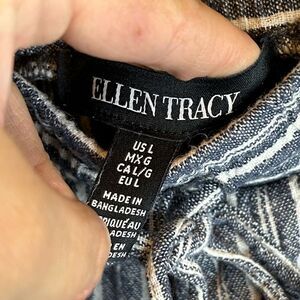 ELLEN TRACY
US L
MX G
CA L/G
EU L
MADE IN
BANGLADESH